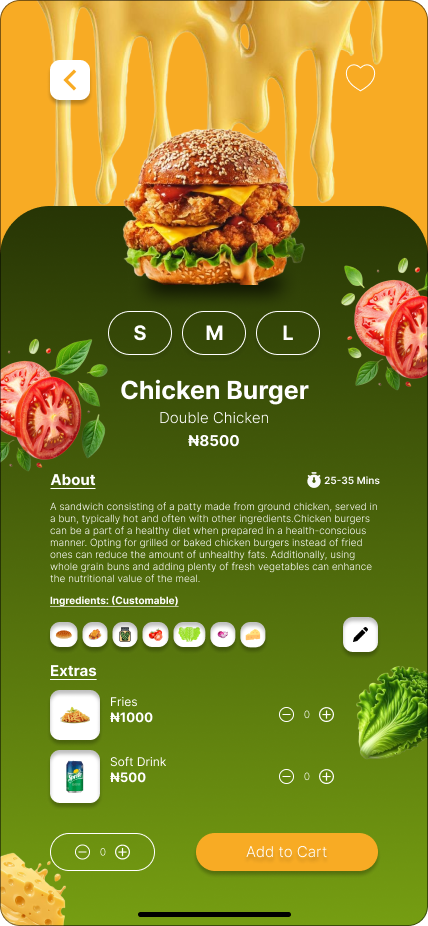 S M L
Chicken Burger
Double Chicken
₦8500
About 25-35 Mins
A sandwich consisting of a patty made from ground chicken, served in
a bun, typically hot and often with other ingredients.Chicken burgers
can be a part of a healthy diet when prepared in a health-conscious
manner. Opting for grilled or baked chicken burgers instead of fried
ones can reduce the amount of unhealthy fats. Additionally, using
whole grain buns and adding plenty of fresh vegetables can enhance
the nutritional value of the meal.
Ingredients: (Customable)
Extras
Fries
₦1000
0
Soft Drink
₦500
0
Sprite
0 Add to Cart